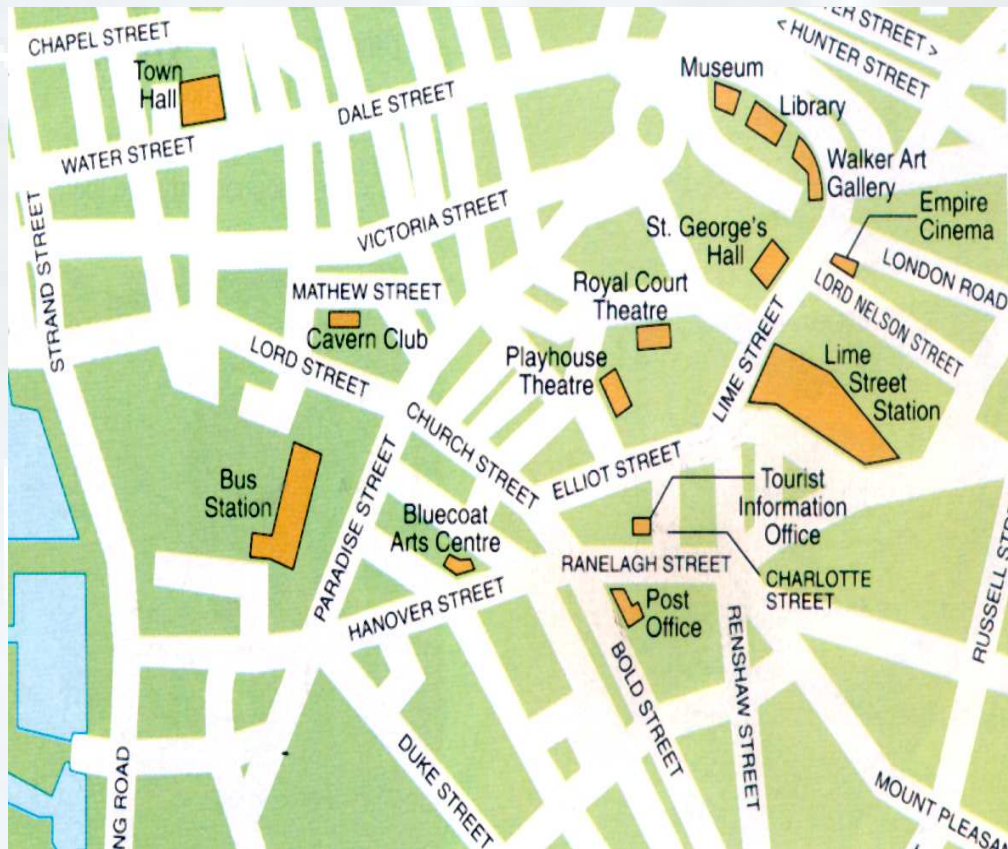 CHAPEL STREET
TER STREET >
< HUNTER STREET
Town
Hall
Museum
Library
DALE STREET
WATER STREET
Walker Art
Gallery
Empire
Cinema
VICTORIA STREET
St. George's
Hall
LONDON ROAD
STRAND STREET
MATHEW STREET
Cavern Club
Royal Court
Theatre
LORD NELSON STREET
LORD STREET
Playhouse
Theatre
LIME STREET
Lime
Street
Station
CHURCH STREET
ELLIOT STREET
Bus
Station
PARADISE STREET
Bluecoat
Arts Centre
Tourist
Information
Office
RANELAGH STREET
CHARLOTTE
STREET
HANOVER STREET
Post
Office
RENSHAW STREET
RUSSELL ST
BOLD STREET
DUKE STREET
NG ROAD
MOUNT PLEASAN